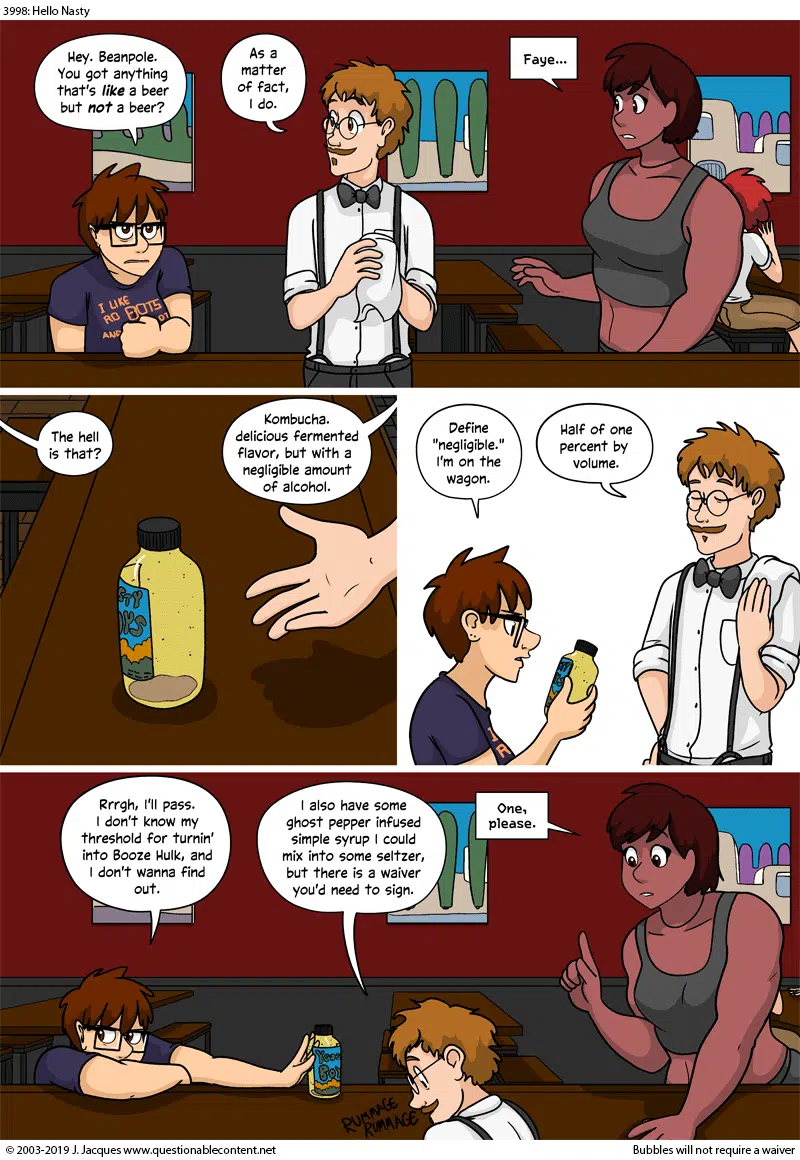 3998: Hello Nasty
Hey. Beanpole.
You got anything
that's like a beer
but not a beer?
As a
matter
of fact,
I do.
Faye...
I LIKE
RO BOTS
AND
The hell
is that?
Kombucha.
delicious fermented
flavor, but with a
negligible amount
of alcohol.
Define
"negligible."
I'm on the
wagon.
Half of one
percent by
volume.
Rrrgh, I'll pass.
I don't know my
threshold for turnin'
into Booze Hulk, and
I don't wanna find
out.
I also have some
ghost pepper infused
simple syrup I could
mix into some seltzer,
but there is a waiver
you'd need to sign.
One,
please.
RUMMAGE
RUMMAGE
© 2003-2019 J. Jacques www.questionablecontent.net
Bubbles will not require a waiver